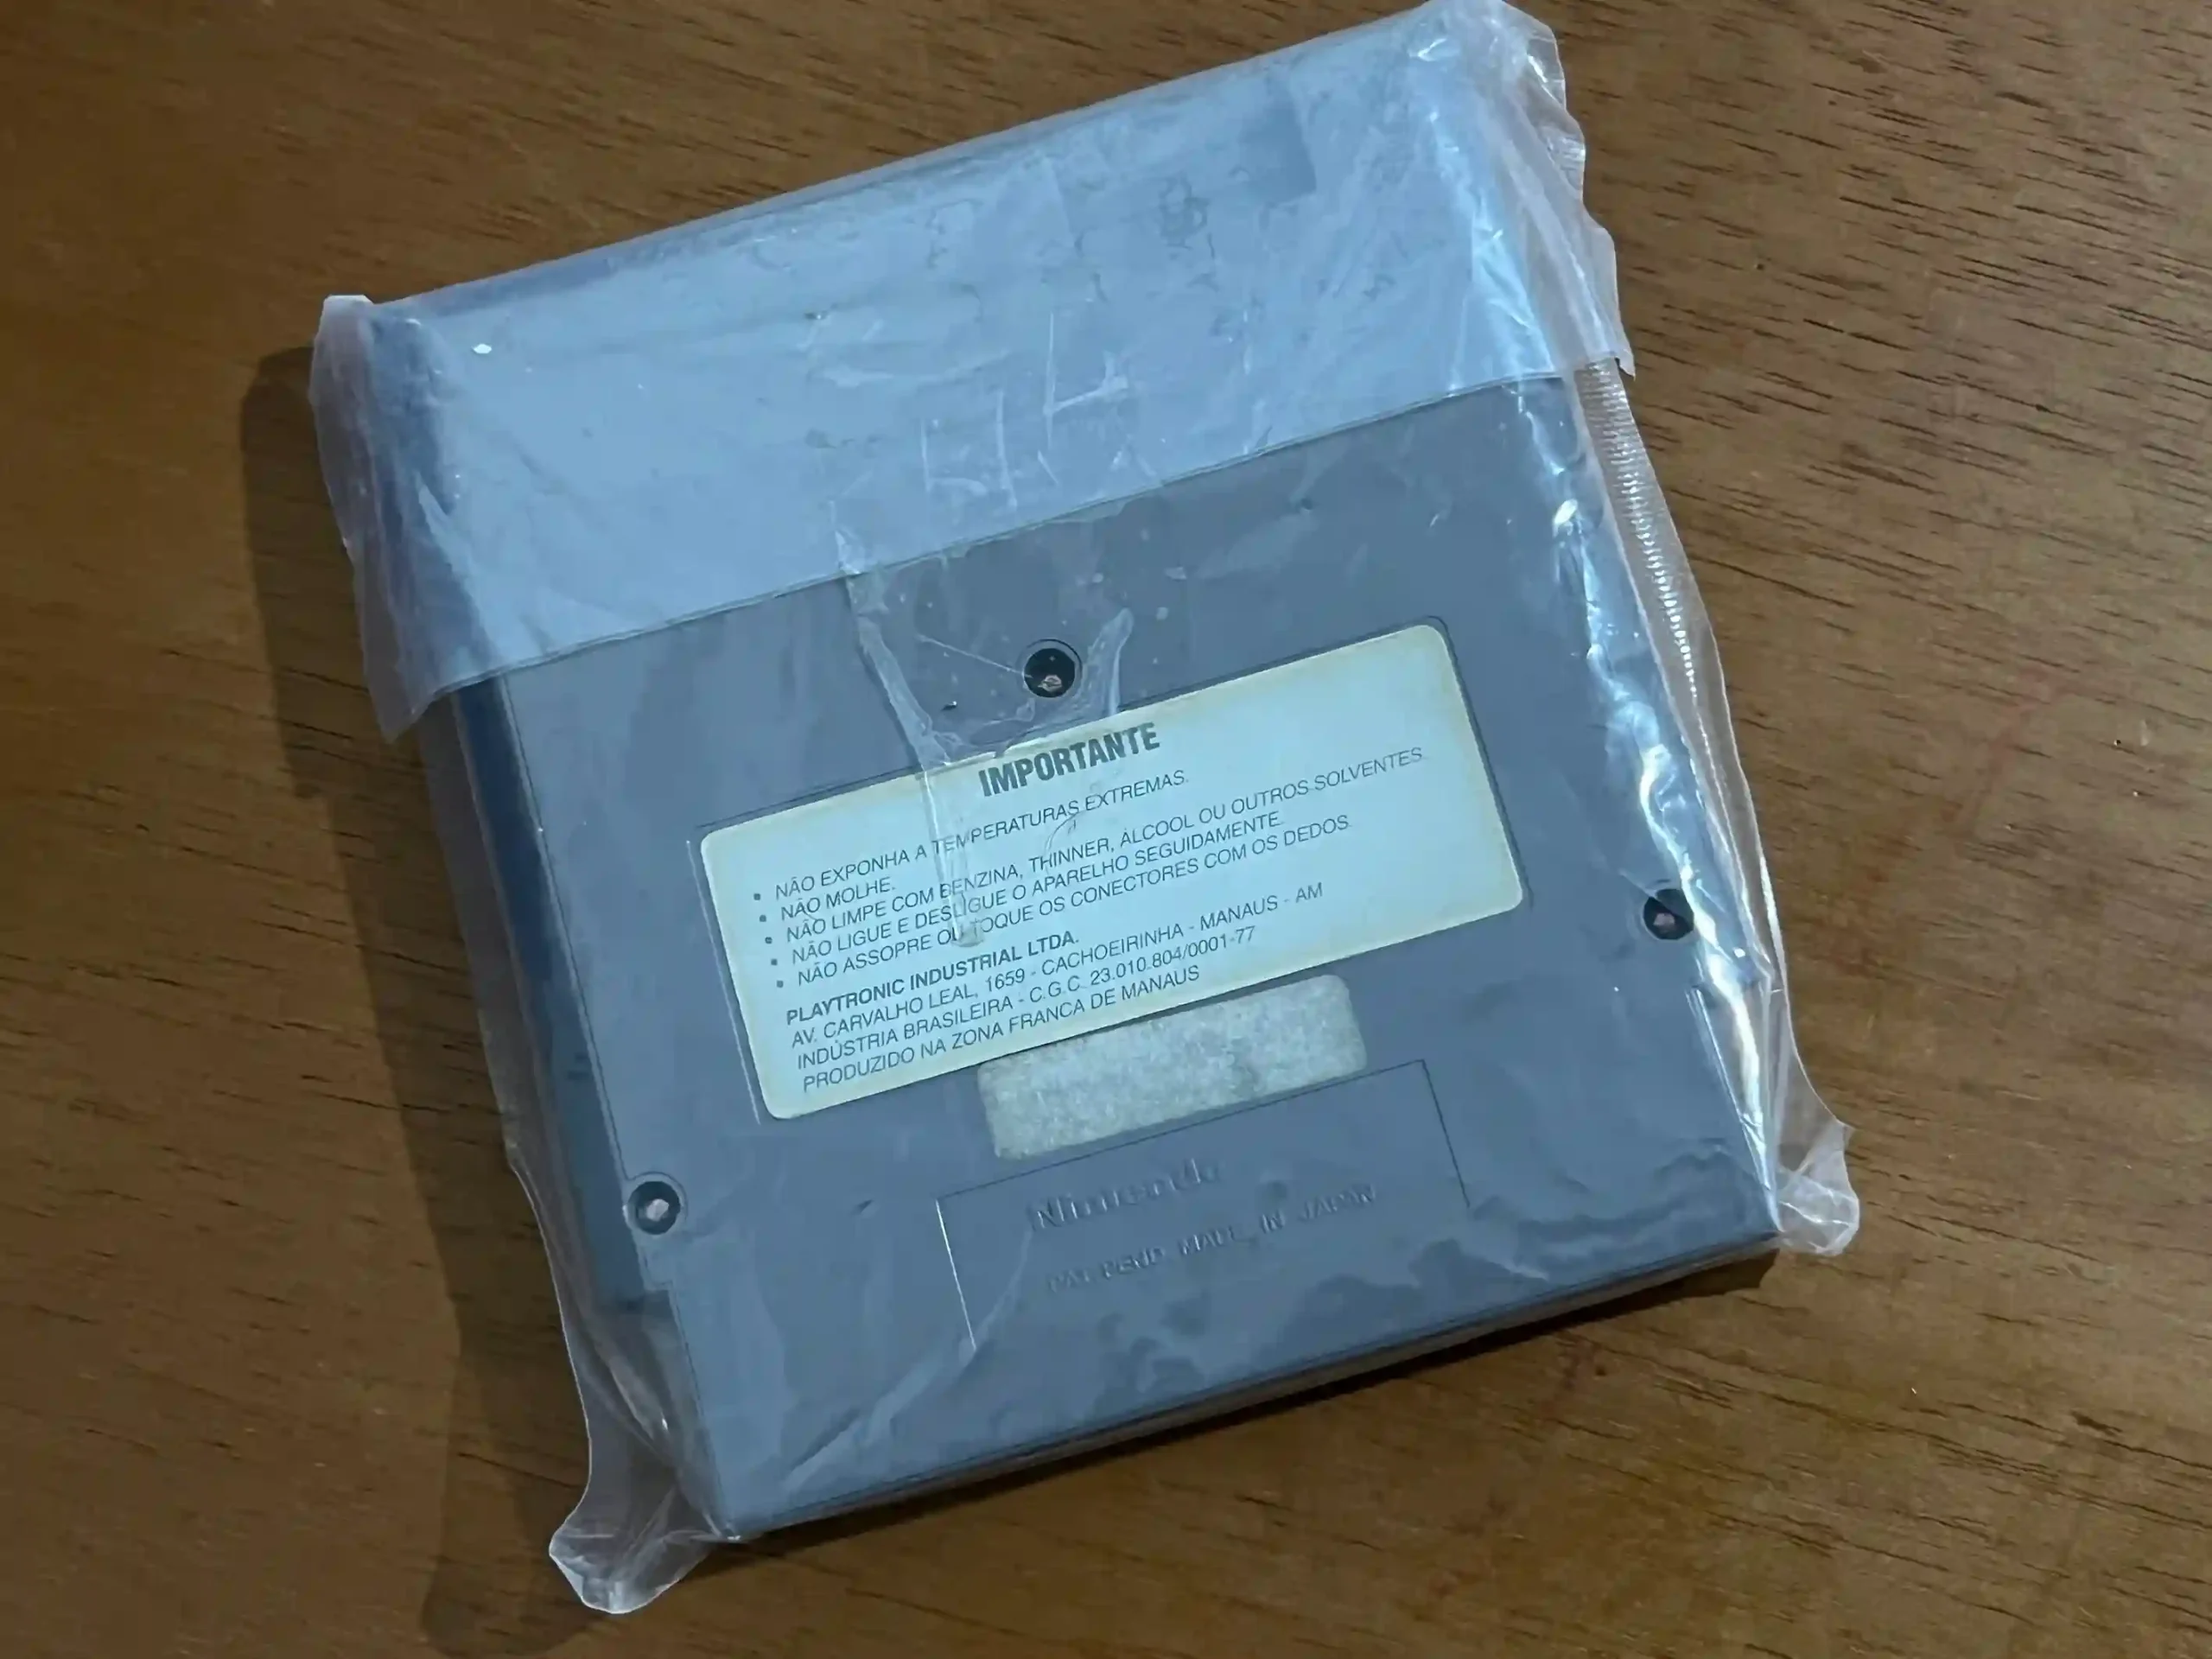 IMPORTANTE
• NÃO EXPONHA A TEMPERATURAS EXTREMAS.
• NÃO MOLHE.
• NÃO LIMPE COM BENZINA, THINNER, ÁLCOOL OU OUTROS SOLVENTES.
• NÃO LIGUE E DESLIGUE O APARELHO SEGUIDAMENTE.
• NÃO ASSOPRE OU TOQUE OS CONECTORES COM OS DEDOS.
PLAYTRONIC INDUSTRIAL LTDA.
AV. CARVALHO LEAL, 1659 - CACHOEIRINHA - MANAUS - AM
INDÚSTRIA BRASILEIRA - C.G.C. 23.010.804/0001-77
PRODUZIDO NA ZONA FRANCA DE MANAUS
Nintendo
PAT. PEND. MADE IN JAPAN